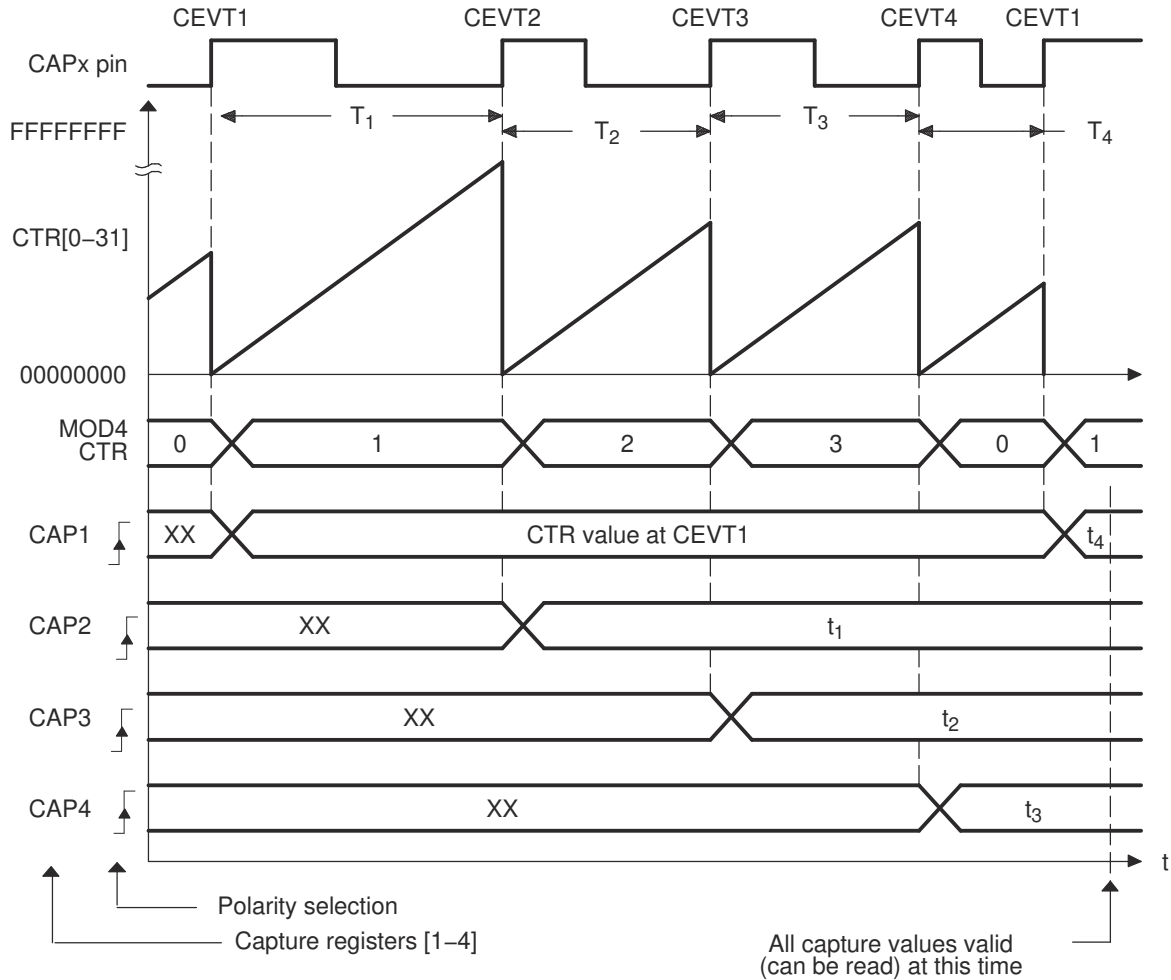 CEVT1 CEVT2 CEVT3 CEVT4 CEVT1
CAPx pin
T1 T2 T3 T4
FFFFFFFF
CTR[0−31]
00000000
MOD4
CTR
0 1 2 3 0 1
CAP1 XX CTR value at CEVT1 t4
CAP2 XX t1
CAP3 XX t2
CAP4 XX t3
t
Polarity selection
Capture registers [1−4]
All capture values valid
(can be read) at this time